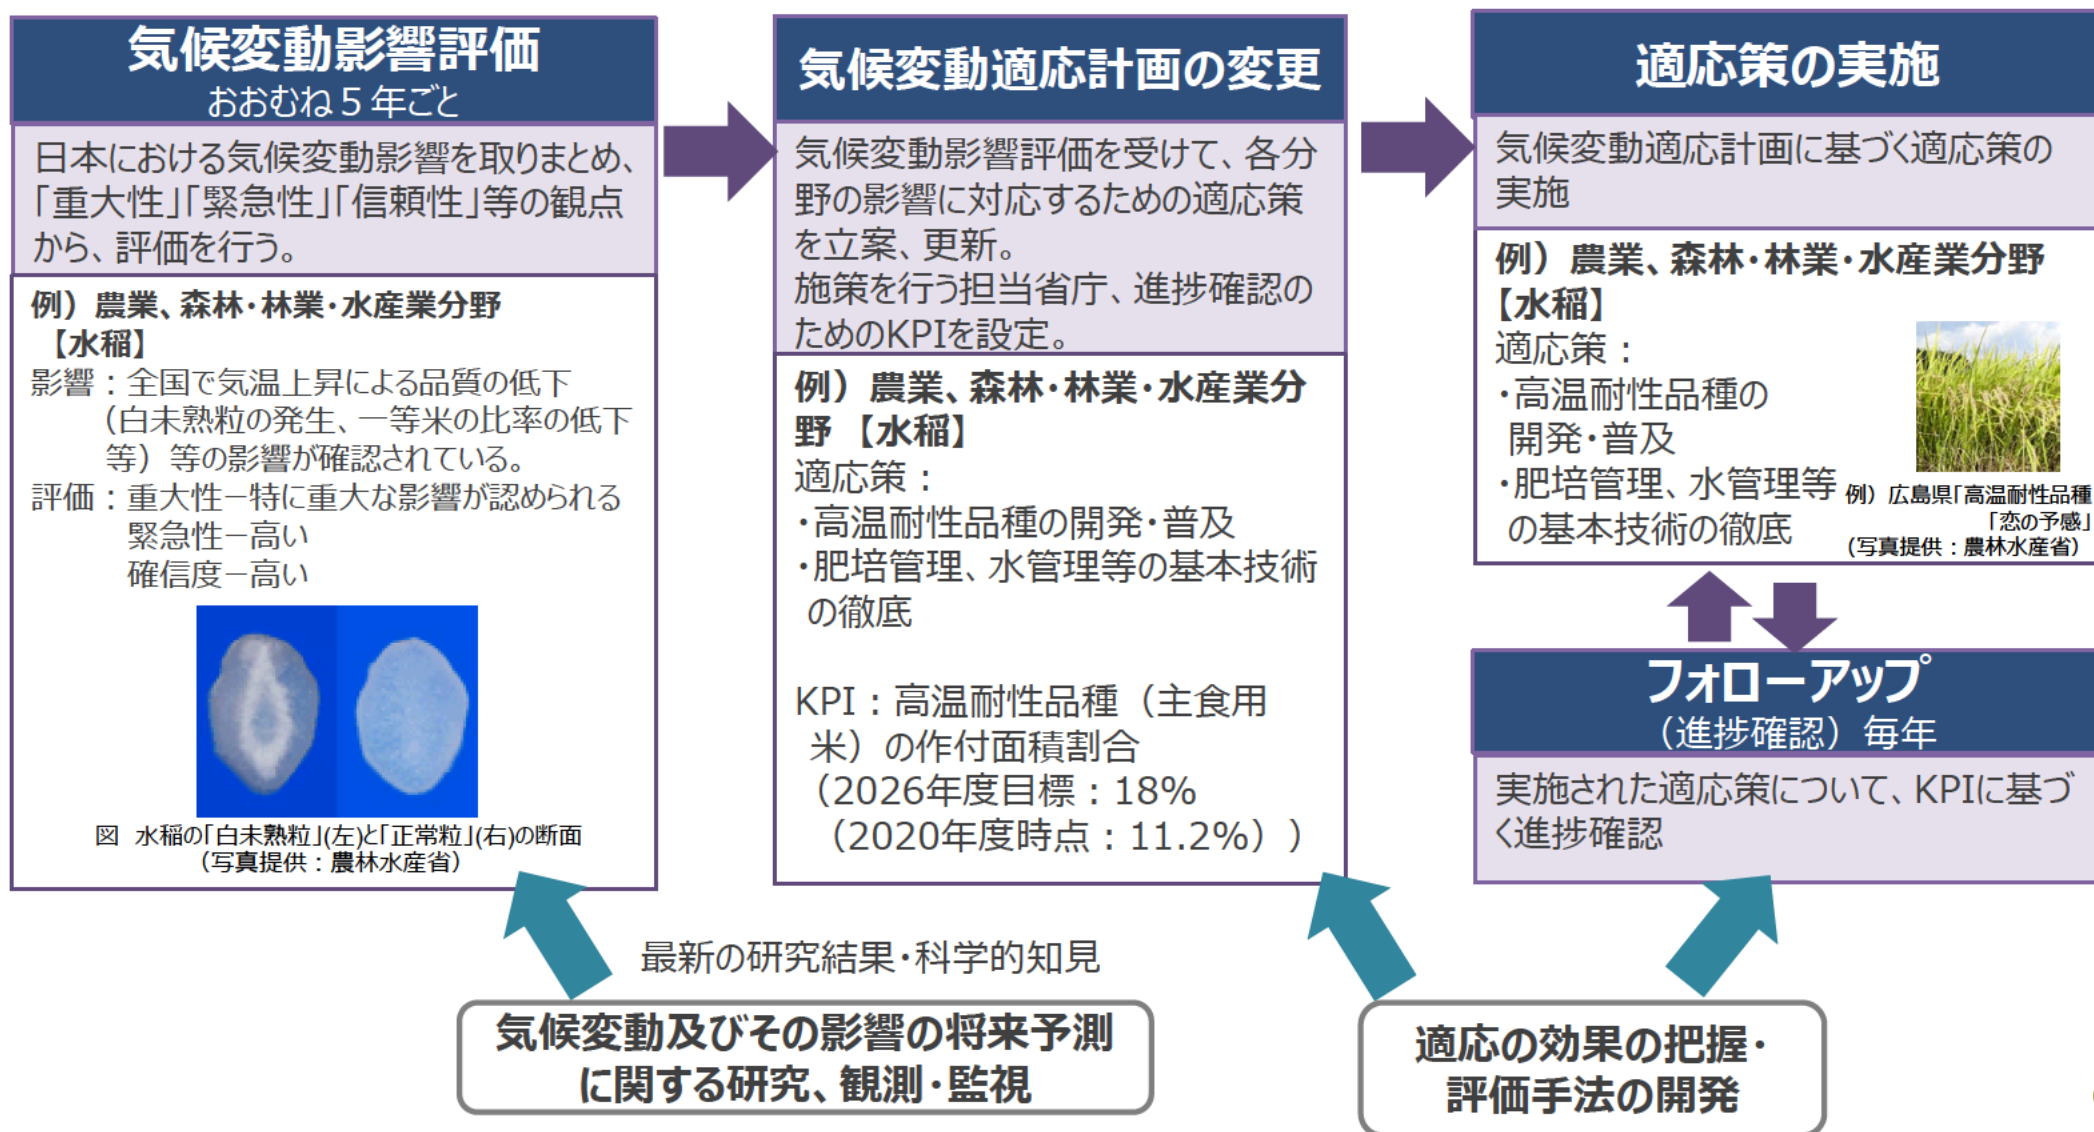 気候変動影響評価
おおむね５年ごと
日本における気候変動影響を取りまとめ、
「重大性」「緊急性」「信頼性」等の観点
から、評価を行う。
例）農業、森林・林業・水産業分野
【水稲】
影響：全国で気温上昇による品質の低下
（白未熟粒の発生、一等米の比率の低下
等）等の影響が確認されている。
評価：重大性－特に重大な影響が認められる
緊急性－高い
確信度－高い
図　水稲の「白未熟粒」(左)と「正常粒」(右)の断面
（写真提供：農林水産省）
気候変動適応計画の変更
気候変動影響評価を受けて、各分
野の影響に対応するための適応策
を立案、更新。
施策を行う担当省庁、進捗確認の
ためのKPIを設定。
例）農業、森林・林業・水産業分
野 【水稲】
適応策：
・高温耐性品種の開発・普及
・肥培管理、水管理等の基本技術
の徹底
KPI：高温耐性品種（主食用
米）の作付面積割合
（2026年度目標：18%
（2020年度時点：11.2%））
適応策の実施
気候変動適応計画に基づく適応策の
実施
例）農業、森林・林業・水産業分野
【水稲】
適応策：
・高温耐性品種の
開発・普及
・肥培管理、水管理等
の基本技術の徹底
例）広島県「高温耐性品種
「恋の予感」
（写真提供：農林水産省）
フォローアップ
（進捗確認）毎年
実施された適応策について、KPIに基づ
く進捗確認
最新の研究結果・科学的知見
気候変動及びその影響の将来予測
に関する研究、観測・監視
適応の効果の把握・
評価手法の開発